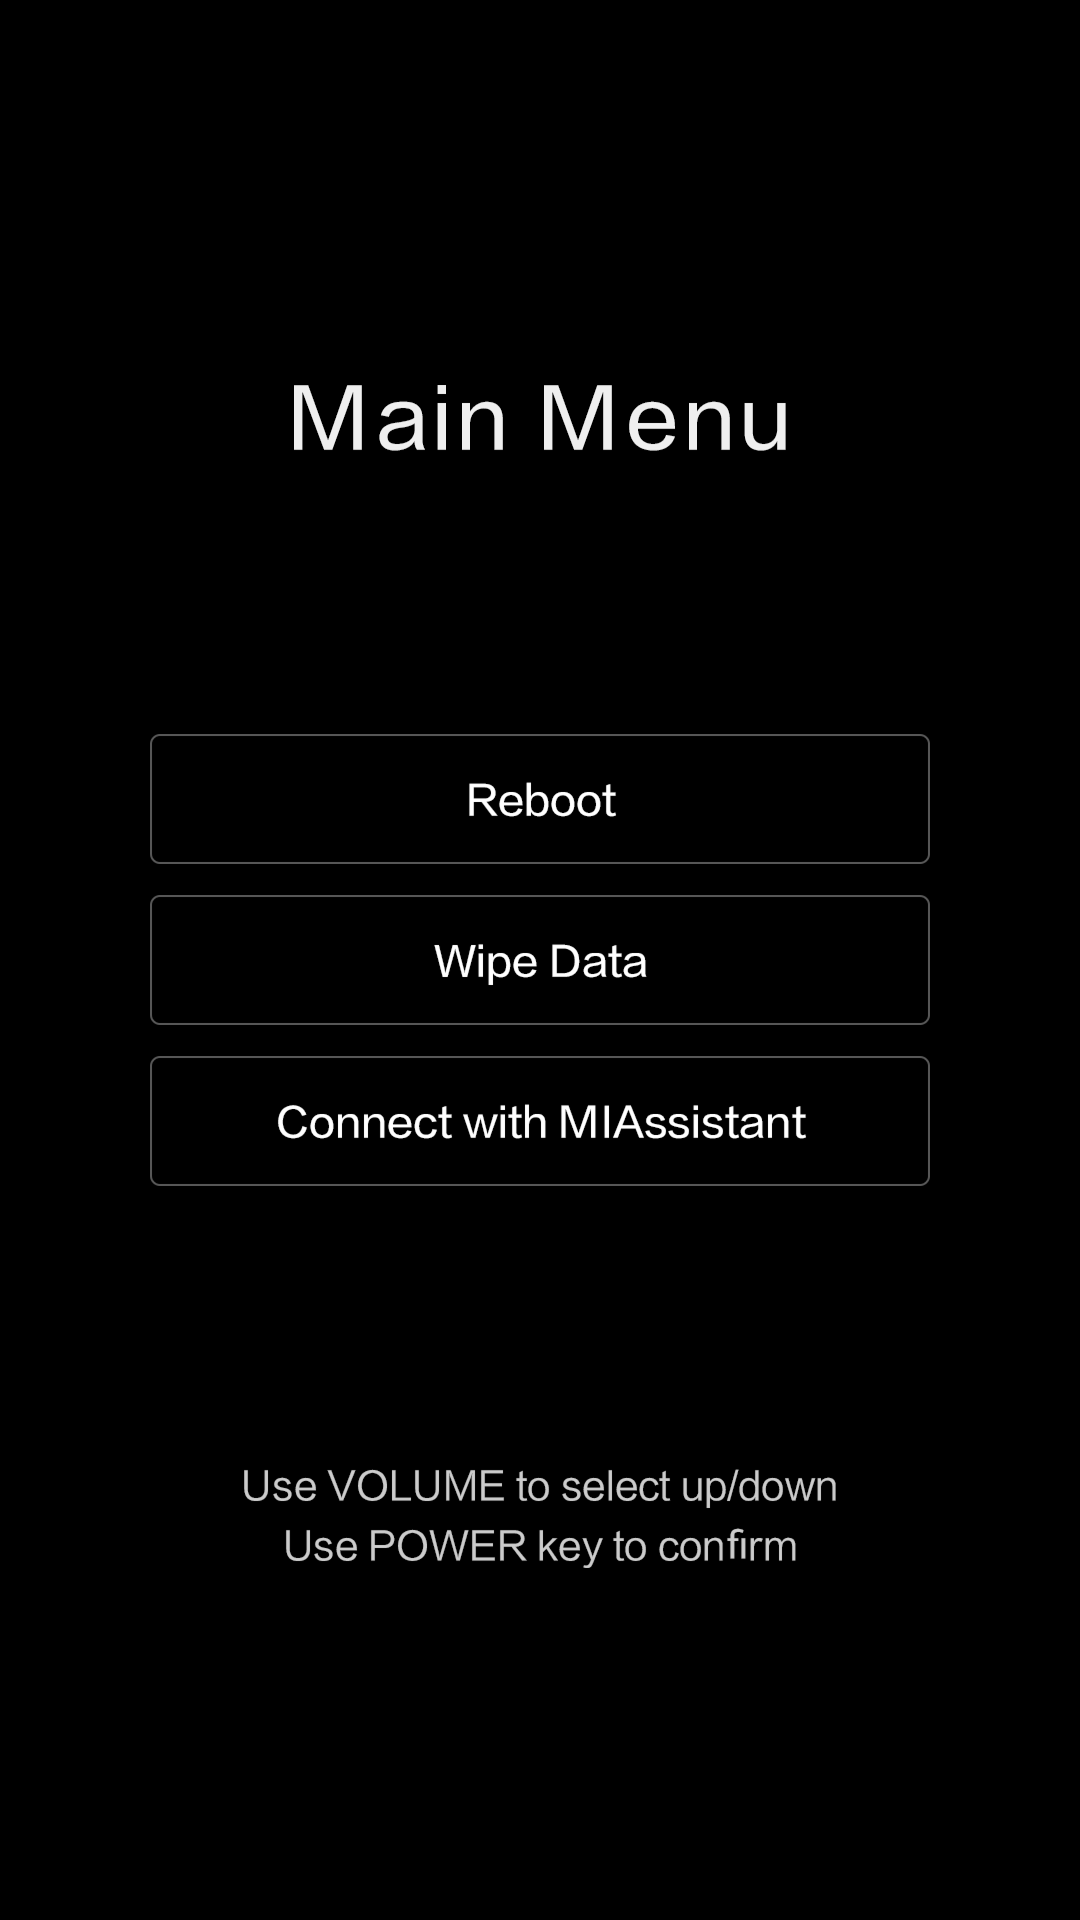 Main Menu
Reboot
Wipe Data
Connect with MIAssistant
Use VOLUME to select up/down
Use POWER key to confirm